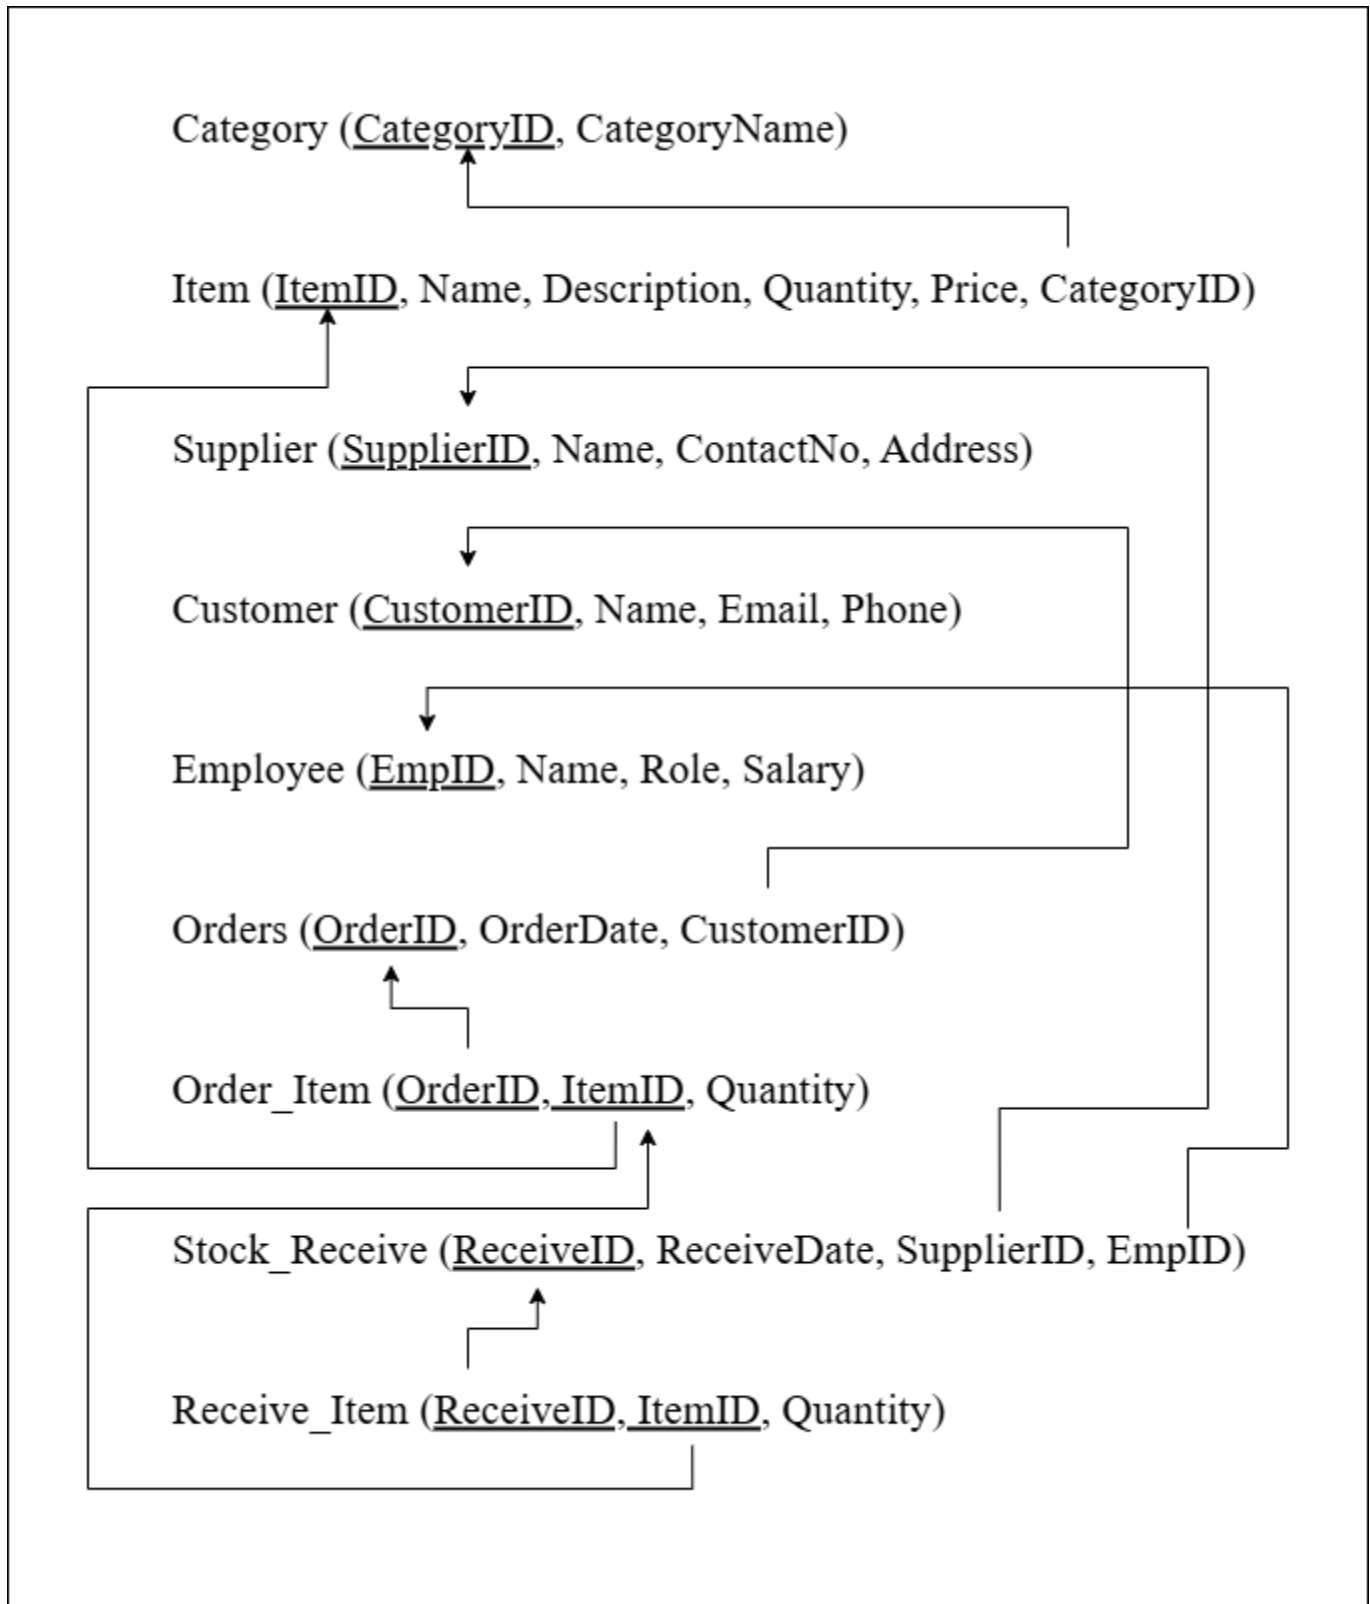 Category (CategoryID, CategoryName)
Item (ItemID, Name, Description, Quantity, Price, CategoryID)
Supplier (SupplierID, Name, ContactNo, Address)
Customer (CustomerID, Name, Email, Phone)
Employee (EmpID, Name, Role, Salary)
Orders (OrderID, OrderDate, CustomerID)
Order_Item (OrderID, ItemID, Quantity)
Stock_Receive (ReceiveID, ReceiveDate, SupplierID, EmpID)
Receive_Item (ReceiveID, ItemID, Quantity)